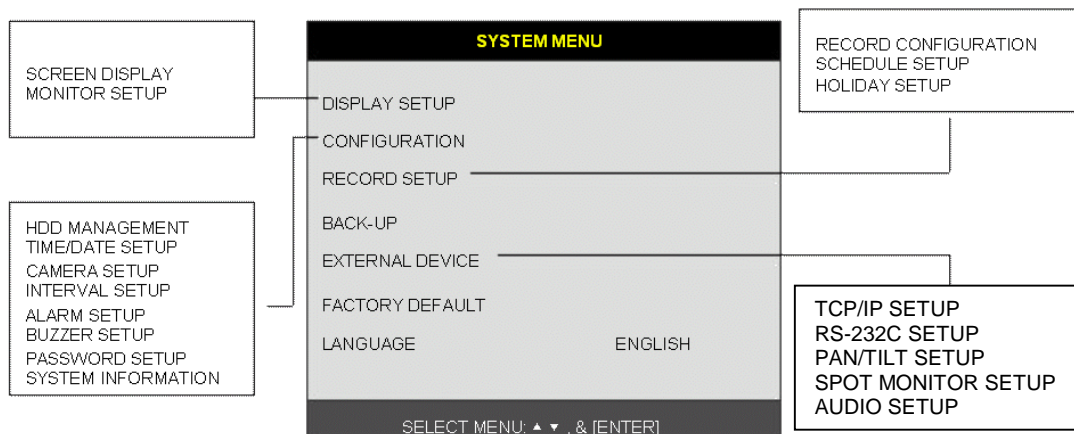 SCREEN DISPLAY
MONITOR SETUP
HDD MANAGEMENT
TIME/DATE SETUP
CAMERA SETUP
INTERVAL SETUP
ALARM SETUP
BUZZER SETUP
PASSWORD SETUP
SYSTEM INFORMATION
SYSTEM MENU
DISPLAY SETUP
CONFIGURATION
RECORD SETUP
BACK-UP
EXTERNAL DEVICE
FACTORY DEFAULT
LANGUAGE ENGLISH
SELECT MENU: ▲ ▼ , & [ENTER]
RECORD CONFIGURATION
SCHEDULE SETUP
HOLIDAY SETUP
TCP/IP SETUP
RS-232C SETUP
PAN/TILT SETUP
SPOT MONITOR SETUP
AUDIO SETUP